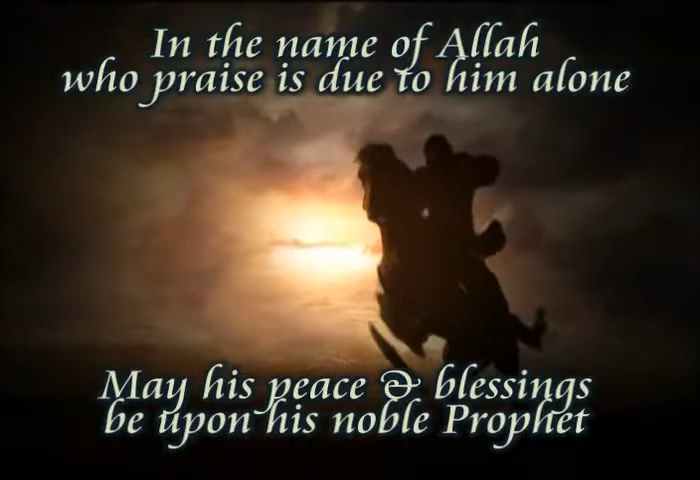 In the name of Allah
who praise is due to him alone
May his peace & blessings
be upon his noble Prophet